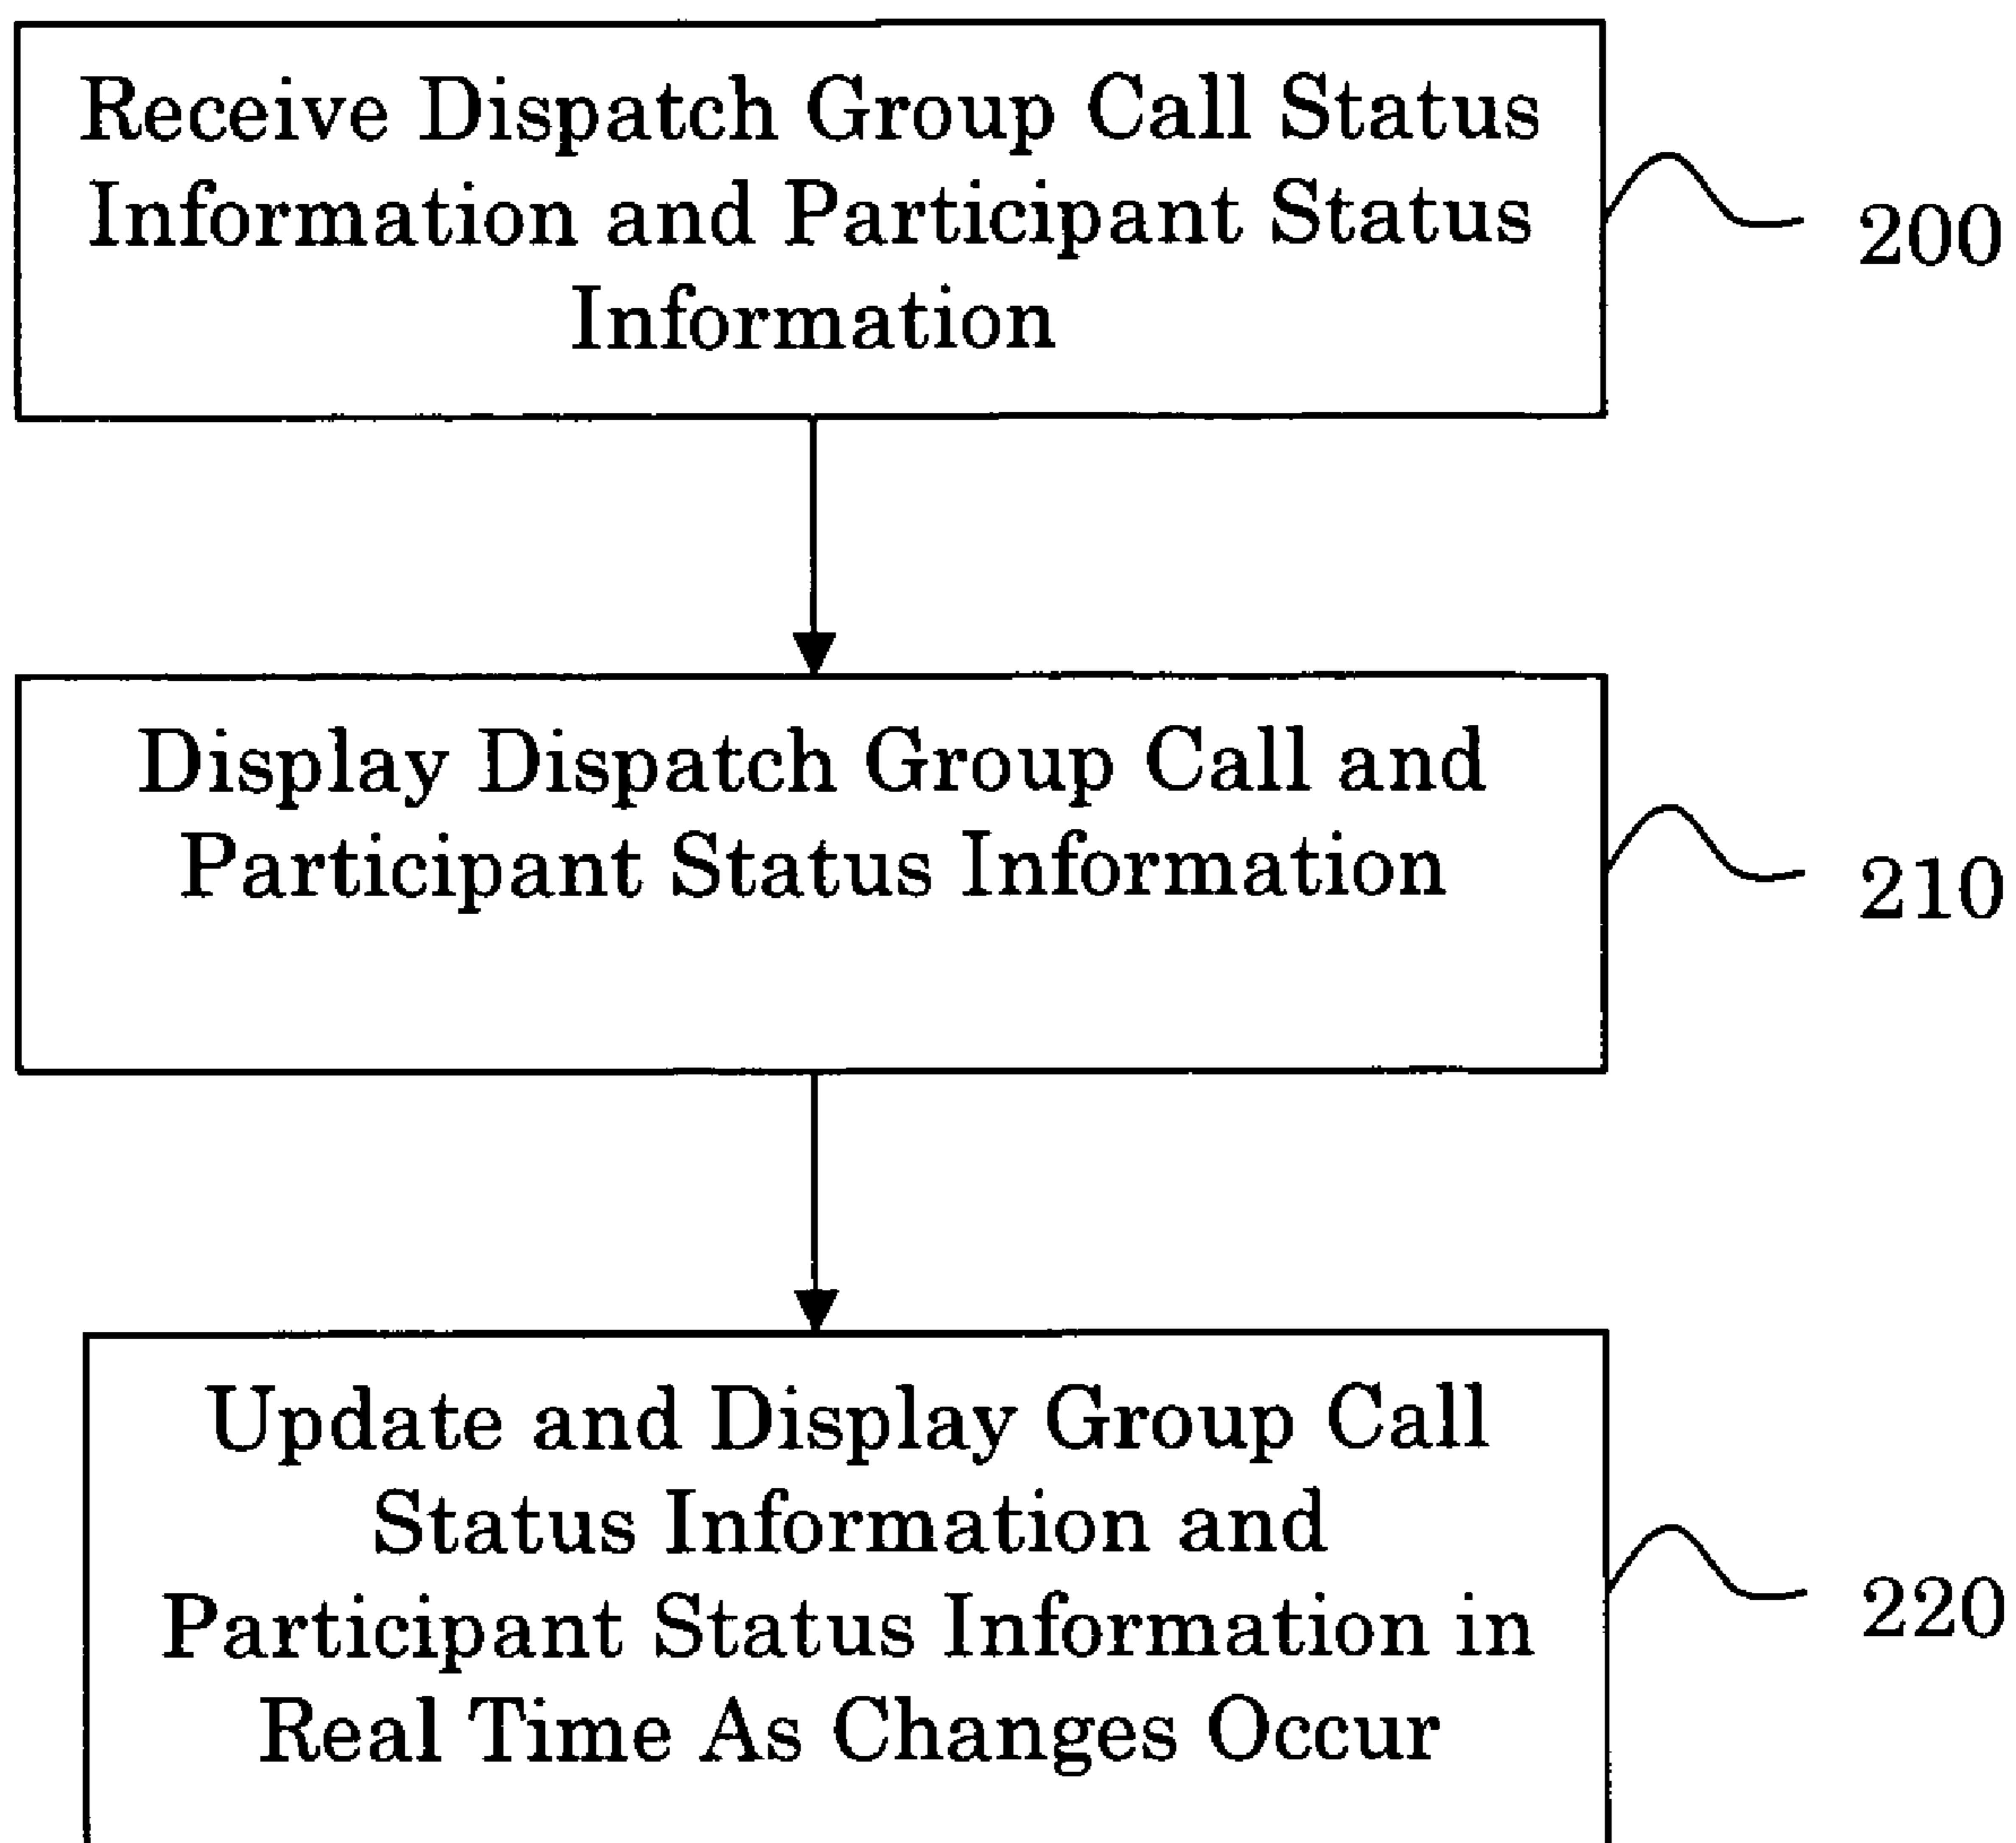 Receive Dispatch Group Call Status
Information and Participant Status
Information
200
Display Dispatch Group Call and
Participant Status Information
210
Update and Display Group Call
Status Information and
Participant Status Information in
Real Time As Changes Occur
220